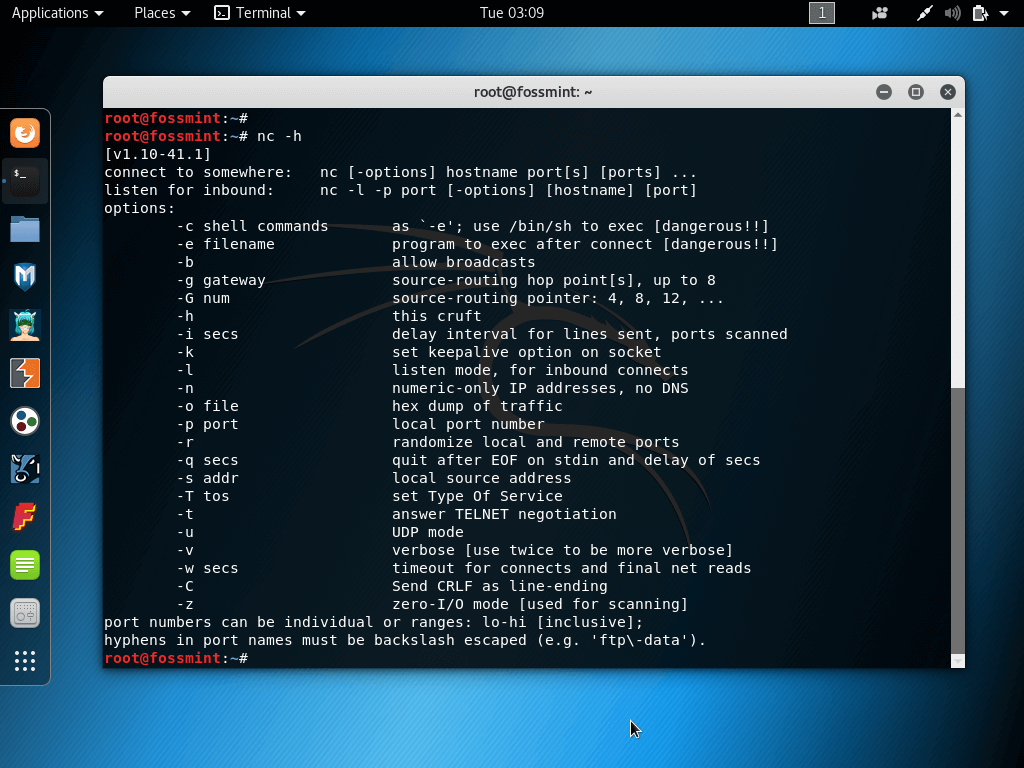 Applications Places Terminal Tue 03:09 1
root@fossmint: ~
root@fossmint:~#
root@fossmint:~# nc -h
[v1.10-41.1]
connect to somewhere:   nc [-options] hostname port[s] [ports] ...
listen for inbound:     nc -l -p port [-options] [hostname] [port]
options:
        -c shell commands       as `-e'; use /bin/sh to exec [dangerous!!]
        -e filename             program to exec after connect [dangerous!!]
        -b                      allow broadcasts
        -g gateway              source-routing hop point[s], up to 8
        -G num                  source-routing pointer: 4, 8, 12, ...
        -h                      this cruft
        -i secs                 delay interval for lines sent, ports scanned
        -k                      set keepalive option on socket
        -l                      listen mode, for inbound connects
        -n                      numeric-only IP addresses, no DNS
        -o file                 hex dump of traffic
        -p port                 local port number
        -r                      randomize local and remote ports
        -q secs                 quit after EOF on stdin and delay of secs
        -s addr                 local source address
        -T tos                  set Type Of Service
        -t                      answer TELNET negotiation
        -u                      UDP mode
        -v                      verbose [use twice to be more verbose]
        -w secs                 timeout for connects and final net reads
        -C                      Send CRLF as line-ending
        -z                      zero-I/O mode [used for scanning]
port numbers can be individual or ranges: lo-hi [inclusive];
hyphens in port names must be backslash escaped (e.g. 'ftp\-data').
root@fossmint:~#